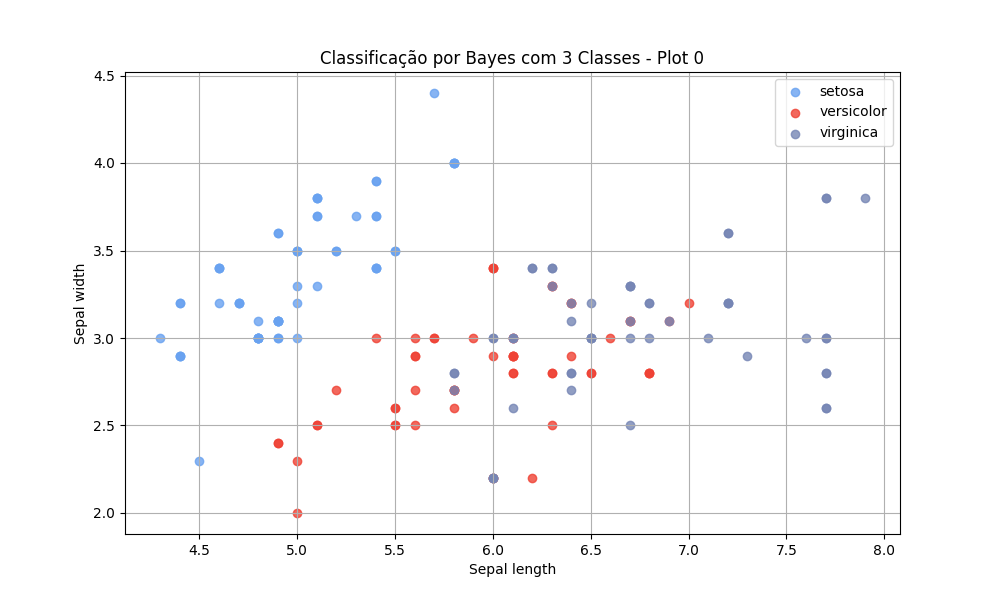 Classificação por Bayes com 3 Classes - Plot 0
setosa
versicolor
virginica
Sepal width
4.5
4.0
3.5
3.0
2.5
2.0
4.5 5.0 5.5 6.0 6.5 7.0 7.5 8.0
Sepal length